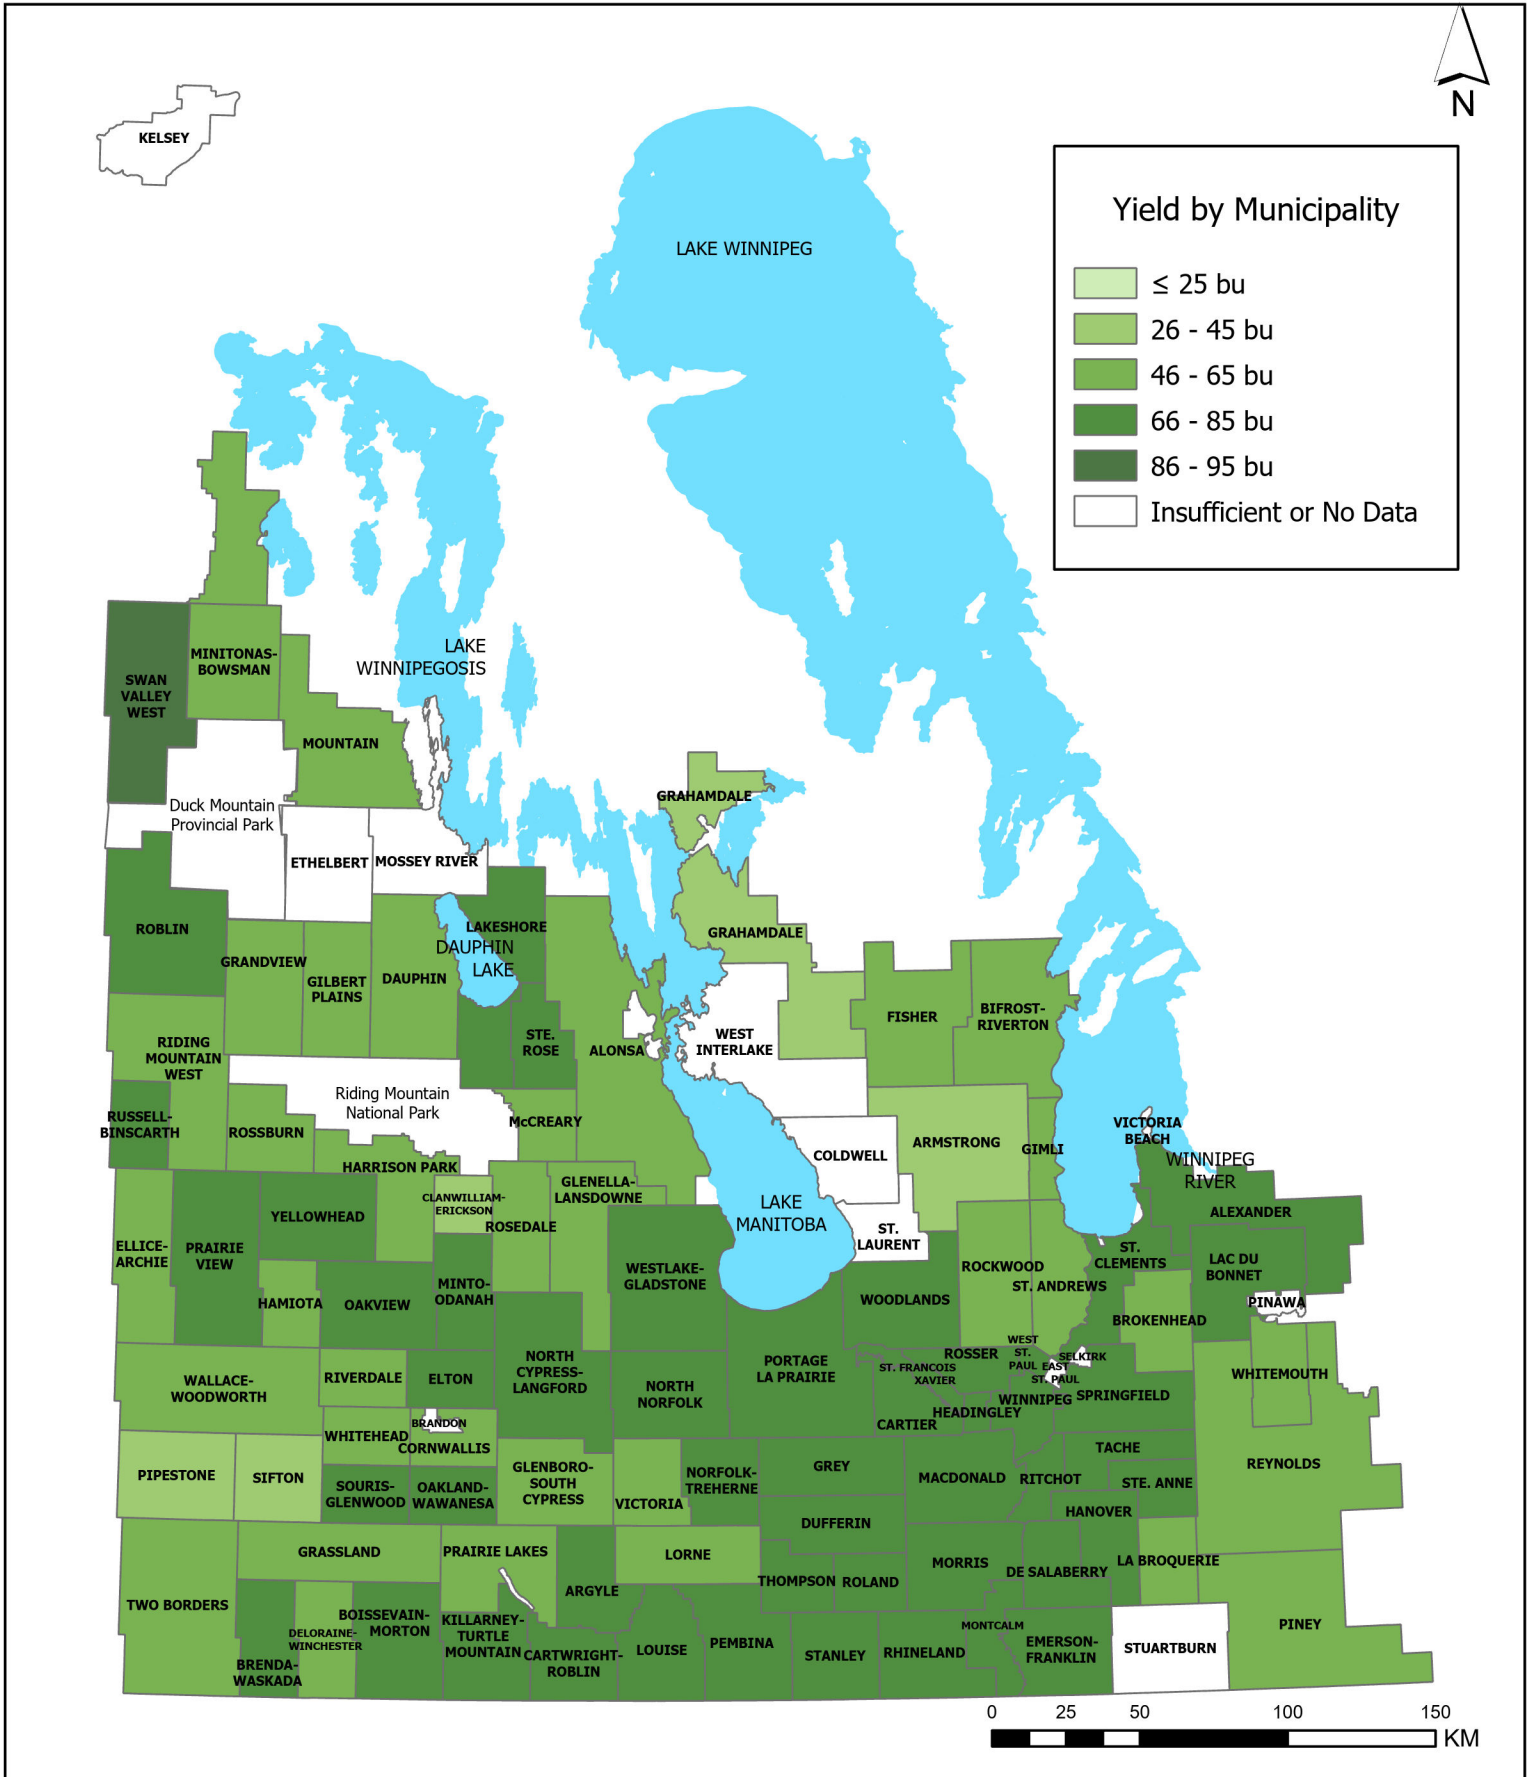 N
KELSEY
Yield by Municipality
≤ 25 bu
26 - 45 bu
46 - 65 bu
66 - 85 bu
86 - 95 bu
Insufficient or No Data
LAKE WINNIPEG
LAKE
WINNIPEGOSIS
MINITONAS-
BOWSMAN
SWAN
VALLEY
WEST
MOUNTAIN
Duck Mountain
Provincial Park
GRAHAMDALE
ETHELBERT
MOSSEY RIVER
ROBLIN
LAKESHORE
DAUPHIN
LAKE
GRAHAMDALE
GRANDVIEW
GILBERT
PLAINS
DAUPHIN
FISHER
BIFROST-
RIVERTON
STE.
ROSE
ALONSA
WEST
INTERLAKE
RIDING
MOUNTAIN
WEST
Riding Mountain
National Park
RUSSELL-
BINSCARTH
ROSSBURN
McCREARY
VICTORIA
BEACH
ARMSTRONG
GIMLI
COLDWELL
HARRISON PARK
WINNIPEG
RIVER
CLANWILLIAM-
ERICKSON
GLENELLA-
LANSDOWNE
LAKE
MANITOBA
YELLOWHEAD
ROSEDALE
ALEXANDER
ST.
LAURENT
ELLICE-
ARCHIE
PRAIRIE
VIEW
ST.
CLEMENTS
LAC DU
BONNET
WESTLAKE-
GLADSTONE
ROCKWOOD
ST. ANDREWS
MINTO-
ODANAH
HAMIOTA
OAKVIEW
WOODLANDS
PINAWA
BROKENHEAD
WEST
ST.
PAUL
ROSSER
SELKIRK
EAST
ST. PAUL
ST. FRANCOIS
XAVIER
PORTAGE
LA PRAIRIE
NORTH
CYPRESS-
LANGFORD
WHITEMOUTH
RIVERDALE
ELTON
WALLACE-
WOODWORTH
NORTH
NORFOLK
WINNIPEG
SPRINGFIELD
HEADINGLEY
CARTIER
BRANDON
WHITEHEAD
CORNWALLIS
TACHE
REYNOLDS
PIPESTONE
SIFTON
GLENBORO-
SOUTH
CYPRESS
GREY
NORFOLK-
TREHERNE
MACDONALD
RITCHOT
STE. ANNE
SOURIS-
GLENWOOD
OAKLAND-
WAWANESA
VICTORIA
HANOVER
DUFFERIN
GRASSLAND
PRAIRIE LAKES
LORNE
MORRIS
DE SALABERRY
LA BROQUERIE
ARGYLE
THOMPSON
ROLAND
TWO BORDERS
BOISSEVAIN-
MORTON
DELORAINE-
WINCHESTER
KILLARNEY-
TURTLE
MOUNTAIN
MONTCALM
PINEY
CARTWRIGHT-
ROBLIN
LOUISE
PEMBINA
STANLEY
RHINELAND
EMERSON-
FRANKLIN
STUARTBURN
BRENDA-
WASKADA
0 25 50 100 150
KM